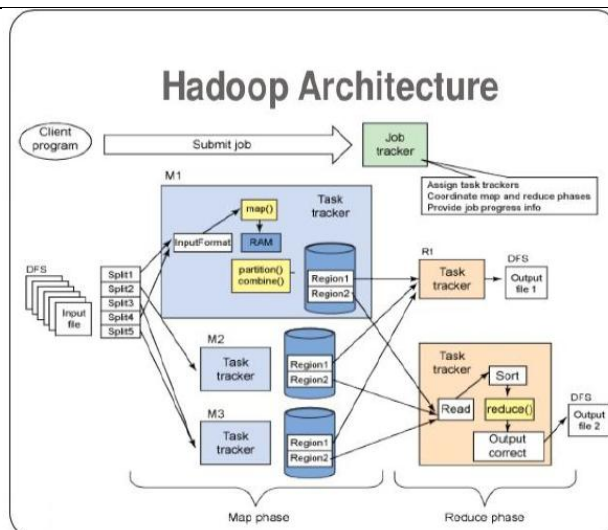 Hadoop Architecture
Client
program
Submit job
Job
tracker
Assign task trackers
Coordinate map and reduce phases
Provide job progress info
M1
Task
tracker
map()
InputFormat
RAM
partition()
combine()
Region1
Region2
DFS
Input
file
Split1
Split2
Split3
Split4
Split5
R1
Task
tracker
DFS
Output
file 1
M2
Task
tracker
Region1
Region2
M3
Task
tracker
Region1
Region2
Task
tracker
Sort
Read
reduce()
Output
correct
DFS
Output
file 2
Map phase
Reduce phase